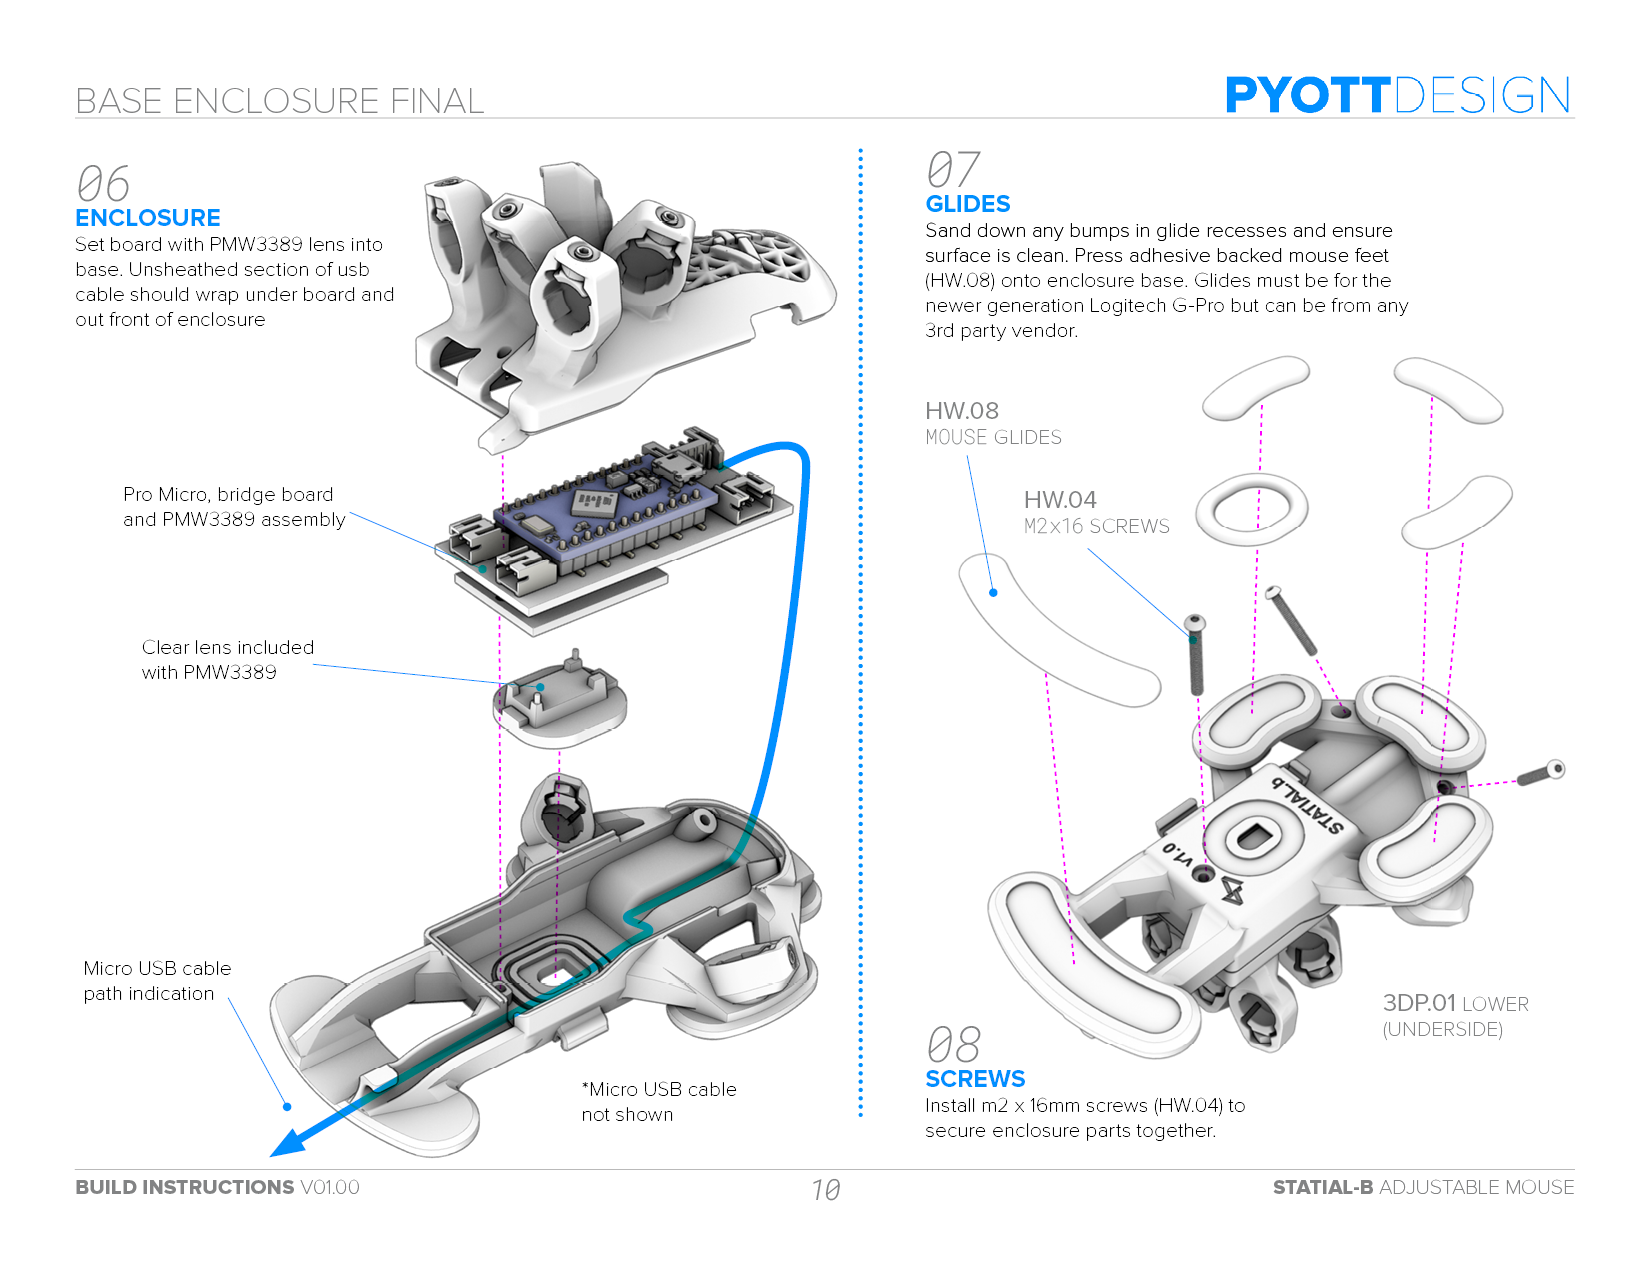 BASE ENCLOSURE FINAL
PYOTTDESIGN
06
ENCLOSURE
Set board with PMW3389 lens into
base. Unsheathed section of usb
cable should wrap under board and
out front of enclosure
Pro Micro, bridge board
and PMW3389 assembly
Clear lens included
with PMW3389
Micro USB cable
path indication
*Micro USB cable
not shown
07
GLIDES
Sand down any bumps in glide recesses and ensure
surface is clean. Press adhesive backed mouse feet
(HW.08) onto enclosure base. Glides must be for the
newer generation Logitech G-Pro but can be from any
3rd party vendor.
HW.08
MOUSE GLIDES
HW.04
M2x16 SCREWS
STATIAL.b
v1.0
3DP.01 LOWER
(UNDERSIDE)
08
SCREWS
Install m2 x 16mm screws (HW.04) to
secure enclosure parts together.
BUILD INSTRUCTIONS V01.00
10
STATIAL-B ADJUSTABLE MOUSE